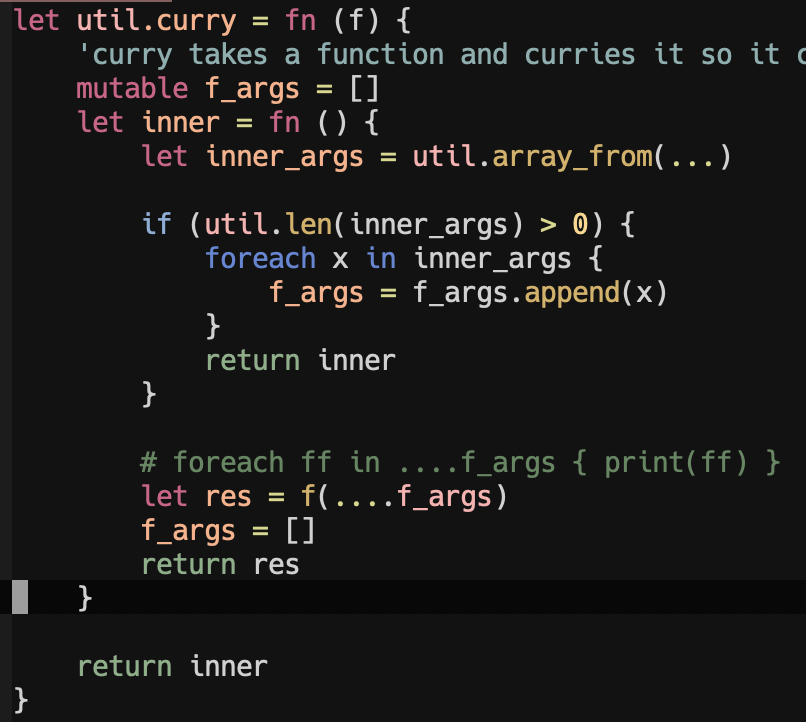 let util.curry = fn (f) {
    'curry takes a function and curries it so it
    mutable f_args = []
    let inner = fn () {
        let inner_args = util.array_from(...)

        if (util.len(inner_args) > 0) {
            foreach x in inner_args {
                f_args = f_args.append(x)
            }
            return inner
        }

        # foreach ff in ....f_args { print(ff) }
        let res = f(....f_args)
        f_args = []
        return res
    }

    return inner
}